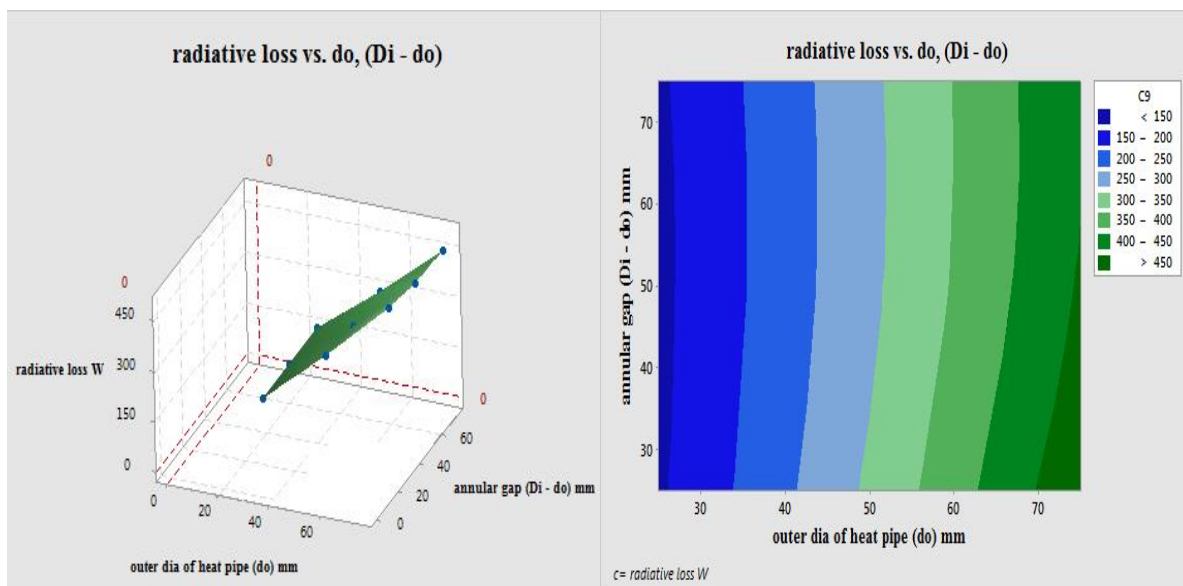 radiative loss vs. do, (Di - do)
0
0
450
300
150
0
radiative loss W
0
60
40
20
0
annular gap (Di - do) mm
0
20
40
60
outer dia of heat pipe (do) mm
radiative loss vs. do, (Di - do)
70
60
50
40
30
annular gap (Di - do) mm
30
40
50
60
70
outer dia of heat pipe (do) mm
C9
< 150
150 – 200
200 – 250
250 – 300
300 – 350
350 – 400
400 – 450
> 450
c= radiative loss W